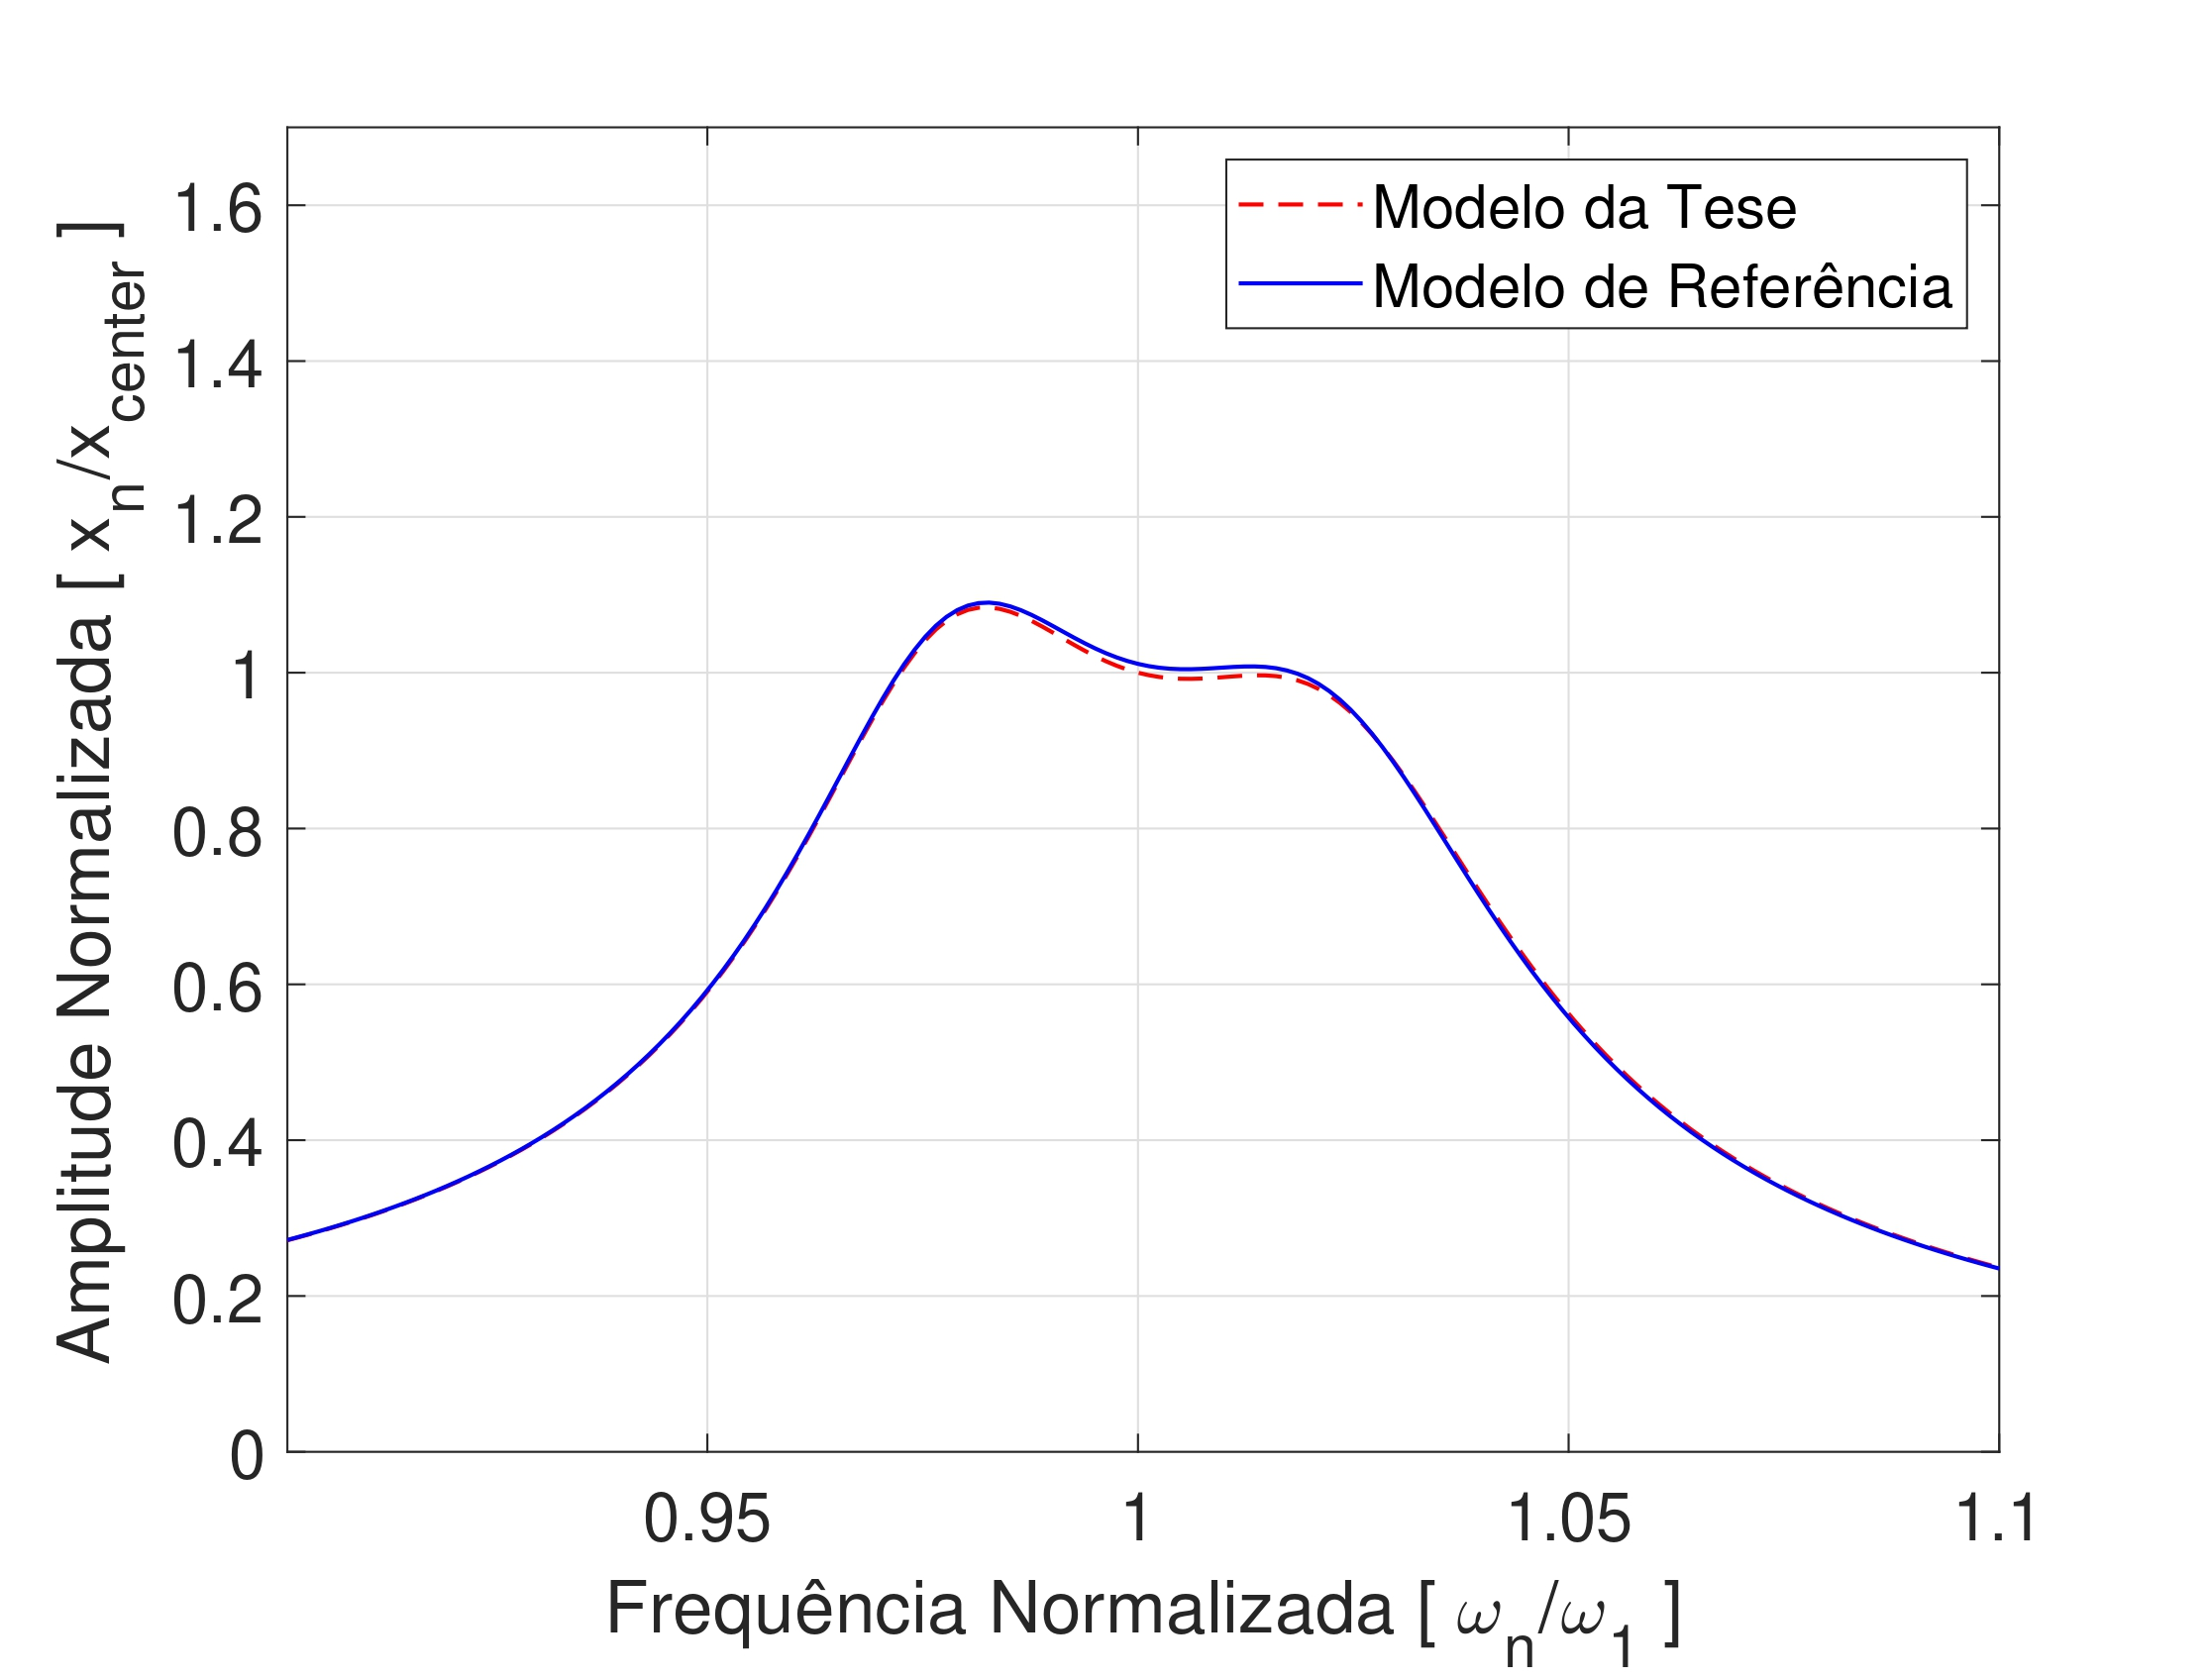 Modelo da Tese
Modelo de Referência
Amplitude Normalizada [ xn/xcenter ]
1.6
1.4
1.2
1
0.8
0.6
0.4
0.2
0
0.95 1 1.05 1.1
Frequência Normalizada [ ωn/ω1 ]